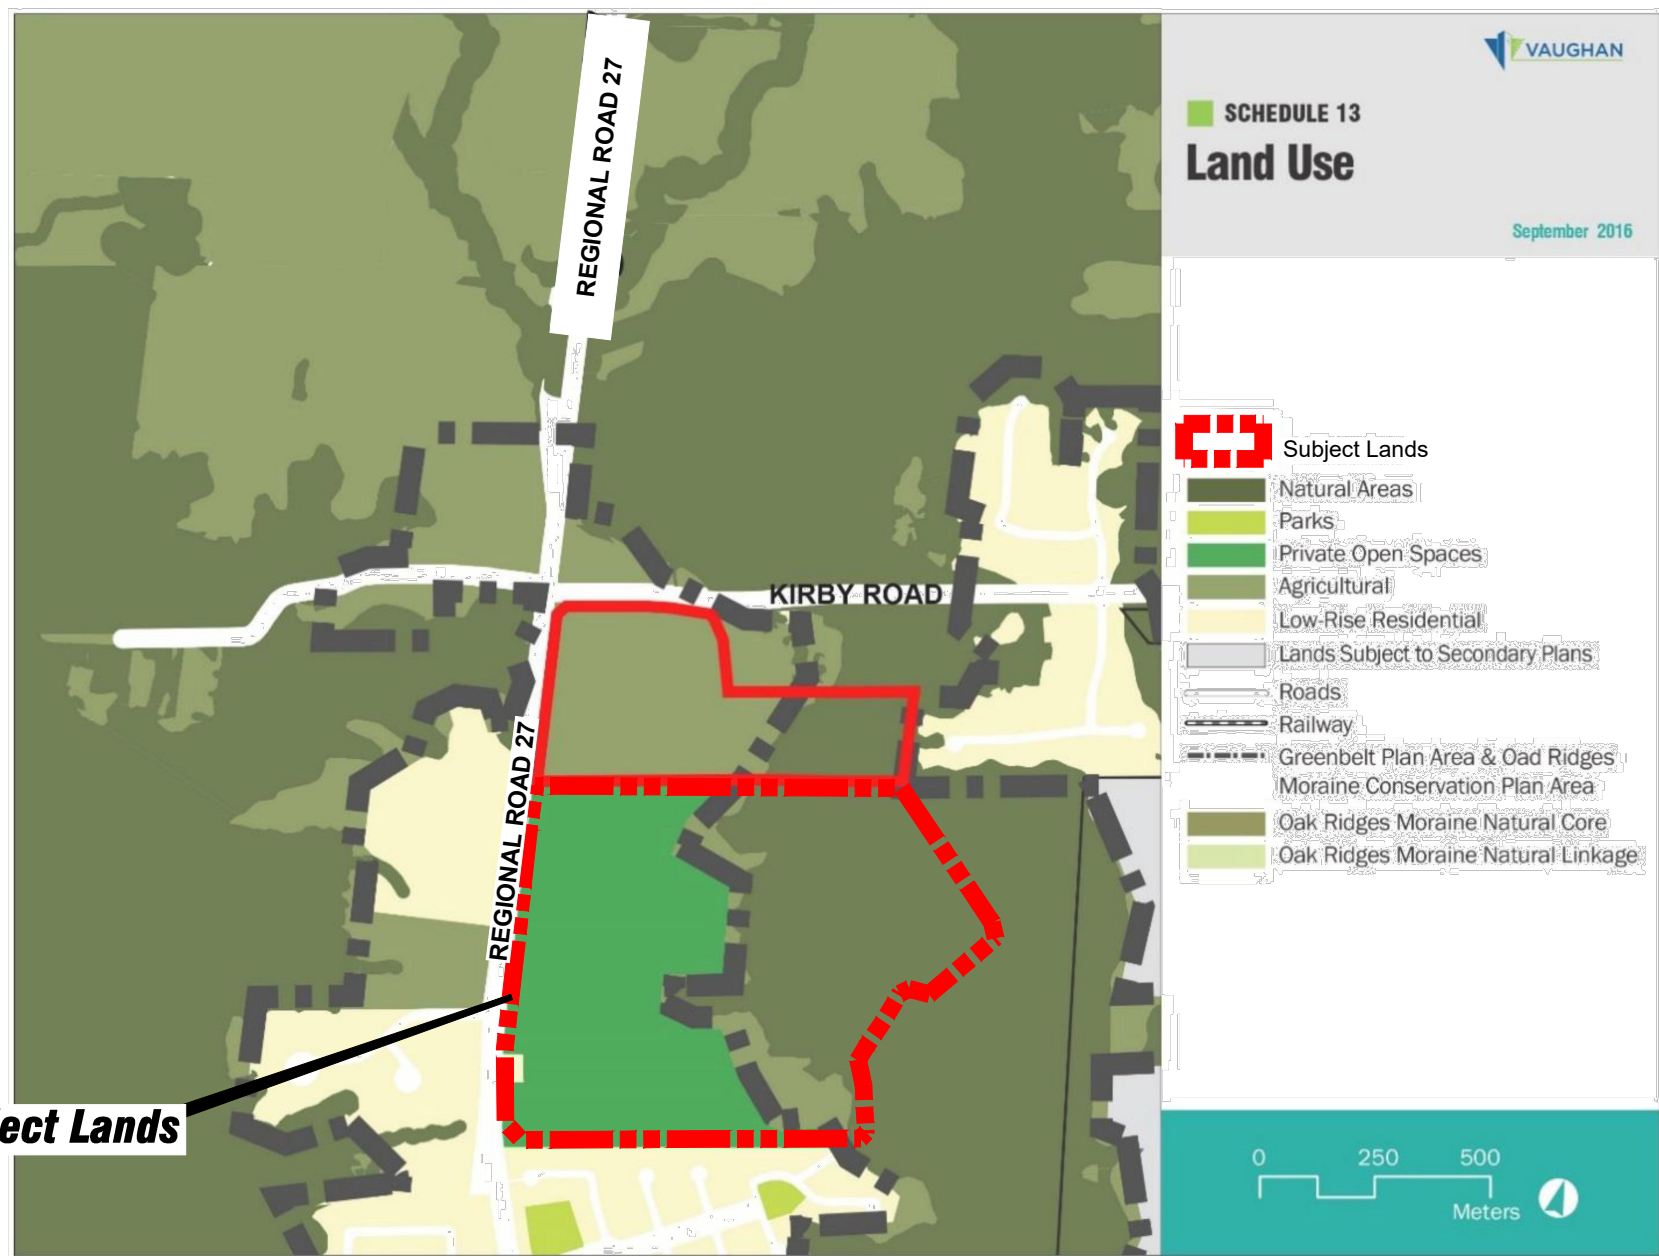 VAUGHAN
SCHEDULE 13
Land Use
September 2016
REGIONAL ROAD 27
KIRBY ROAD
REGIONAL ROAD 27
ect Lands
Subject Lands
Natural Areas
Parks
Private Open Spaces
Agricultural
Low-Rise Residential
Lands Subject to Secondary Plans
Roads
Railway
Greenbelt Plan Area & Oad Ridges
Moraine Conservation Plan Area
Oak Ridges Moraine Natural Core
Oak Ridges Moraine Natural Linkage
0 250 500
Meters